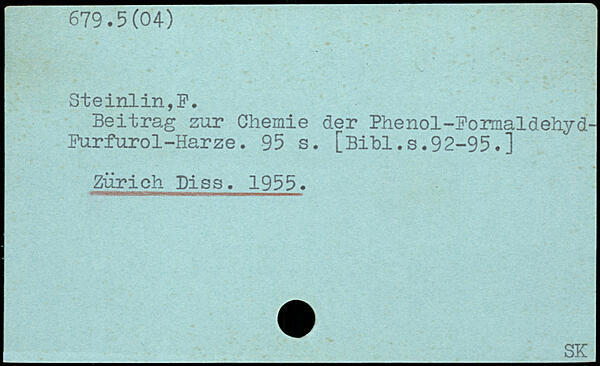 679.5(04)
Steinlin,F.
Beitrag zur Chemie der Phenol-Formaldehyd-
Furfurol-Harze. 95 s. [Bibl.s.92-95.]
Zürich Diss. 1955.
SK